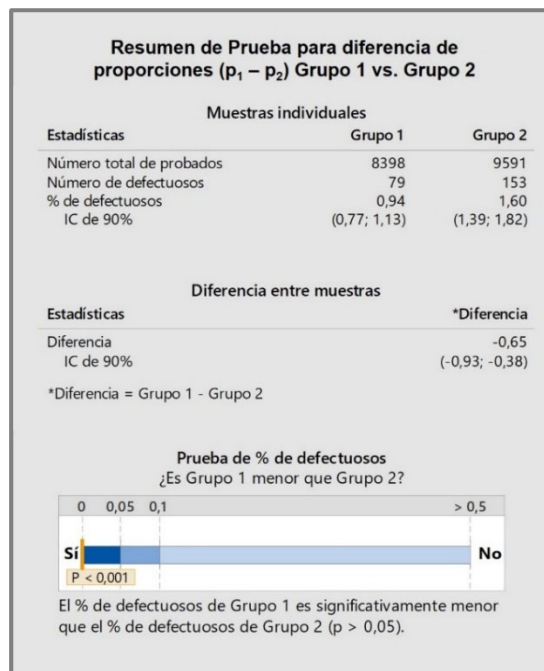 Resumen de Prueba para diferencia de
proporciones (p₁ – p₂) Grupo 1 vs. Grupo 2
Muestras individuales
Estadísticas Grupo 1 Grupo 2
Número total de probados 8398 9591
Número de defectuosos 79 153
% de defectuosos 0,94 1,60
IC de 90% (0,77; 1,13) (1,39; 1,82)
Diferencia entre muestras
Estadísticas *Diferencia
Diferencia -0,65
IC de 90% (-0,93; -0,38)
*Diferencia = Grupo 1 - Grupo 2
Prueba de % de defectuosos
¿Es Grupo 1 menor que Grupo 2?
0 0,05 0,1 > 0,5
Sí No
P < 0,001
El % de defectuosos de Grupo 1 es significativamente menor
que el % de defectuosos de Grupo 2 (p > 0,05).